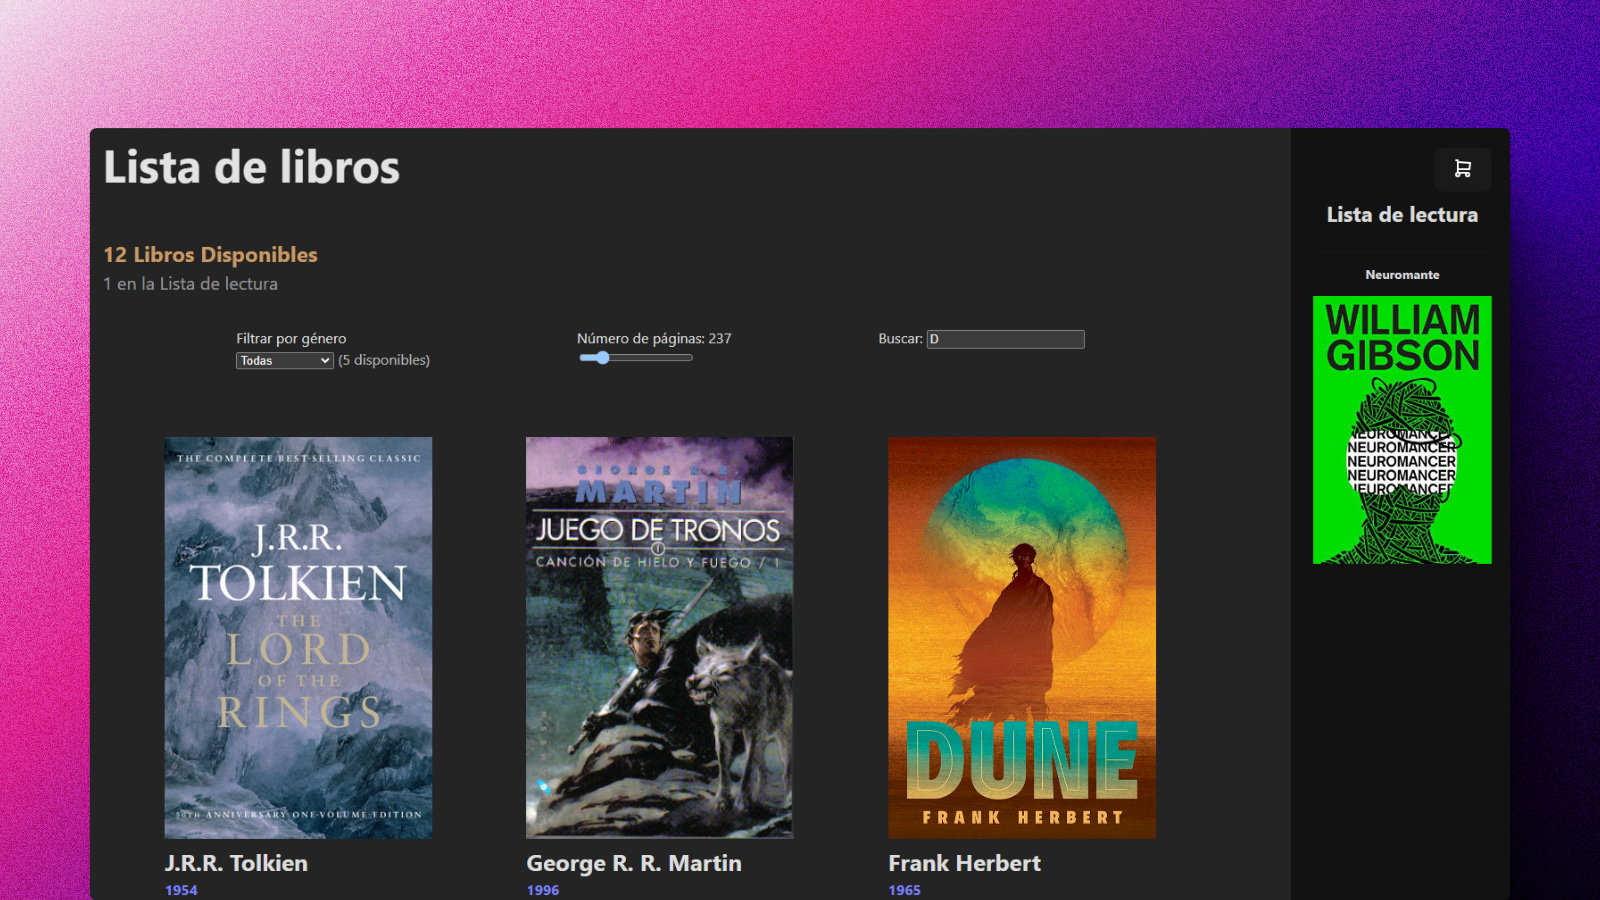 Lista de libros
12 Libros Disponibles
1 en la Lista de lectura
Filtrar por género
Todas (5 disponibles)
Número de páginas: 237
Buscar: D
THE COMPLETE BEST-SELLING CLASSIC
J.R.R.
TOLKIEN
THE
LORD
OF THE
RINGS
50TH ANNIVERSARY ONE-VOLUME EDITION
J.R.R. Tolkien
1954
GEORGE R.R.
MARTIN
JUEGO DE TRONOS
CANCIÓN DE HIELO Y FUEGO / 1
George R. R. Martin
1996
DUNE
FRANK HERBERT
Frank Herbert
1965
Lista de lectura
Neuromante
WILLIAM
GIBSON
NEUROMANCER
NEUROMANCER
NEUROMANCER
NEUROMANCER
NEUROMANCER